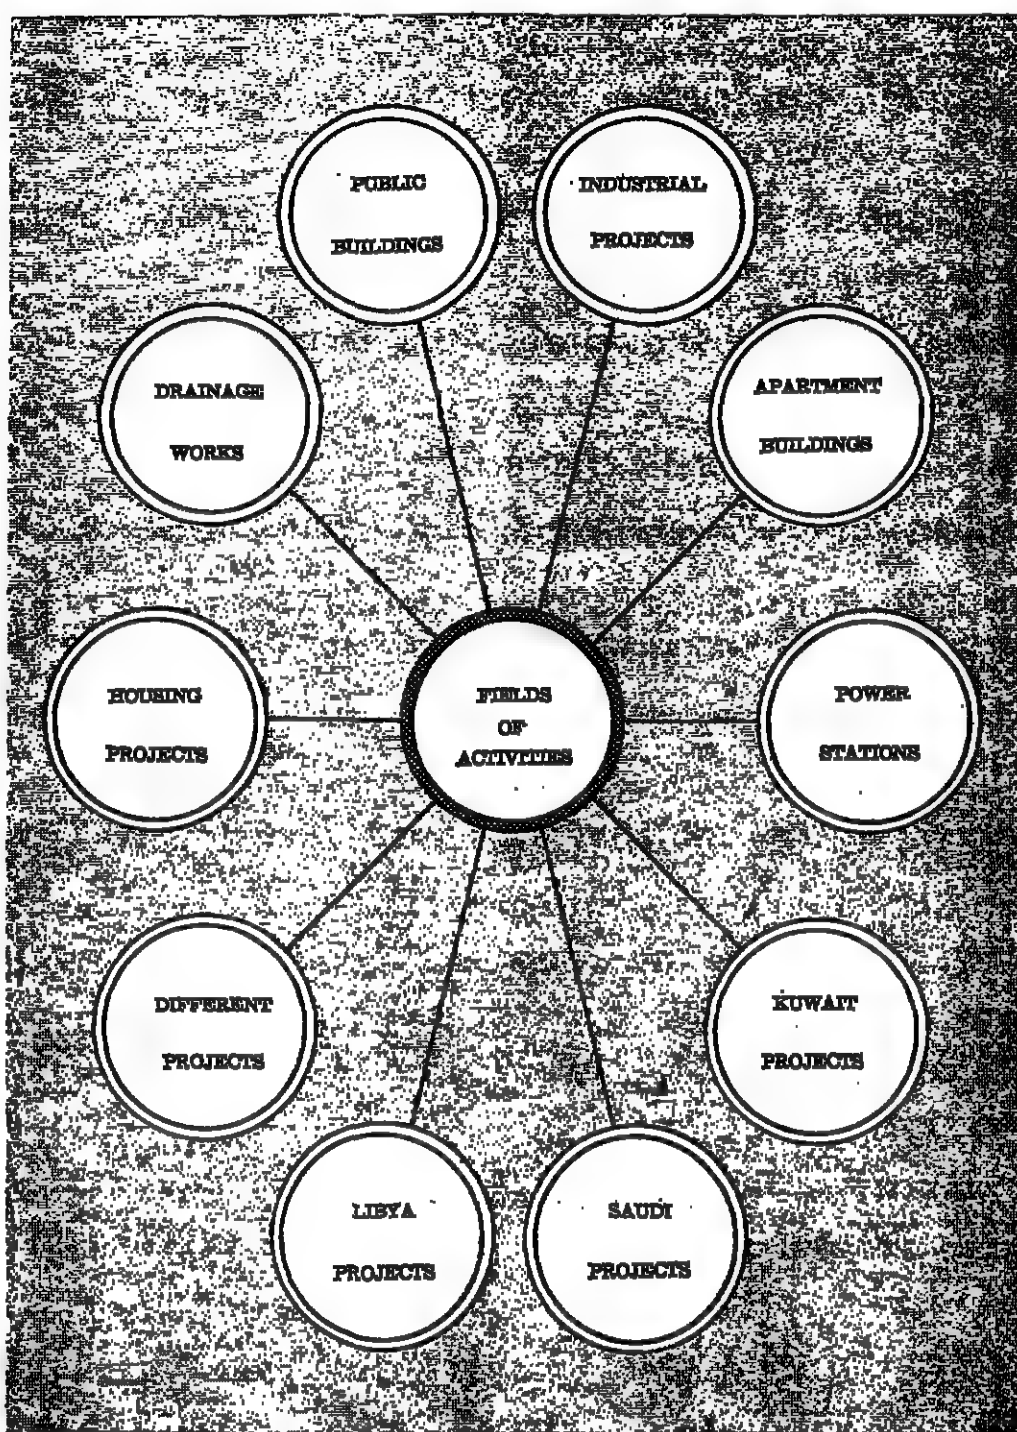 PUBLIC
BUILDINGS
INDUSTRIAL
PROJECTS
DRAINAGE
WORKS
APARTMENT
BUILDINGS
HOUSING
PROJECTS
FIELDS
OF
ACTIVITIES
POWER
STATIONS
DIFFERENT
PROJECTS
KUWAIT
PROJECTS
LIBYA
PROJECTS
SAUDI
PROJECTS